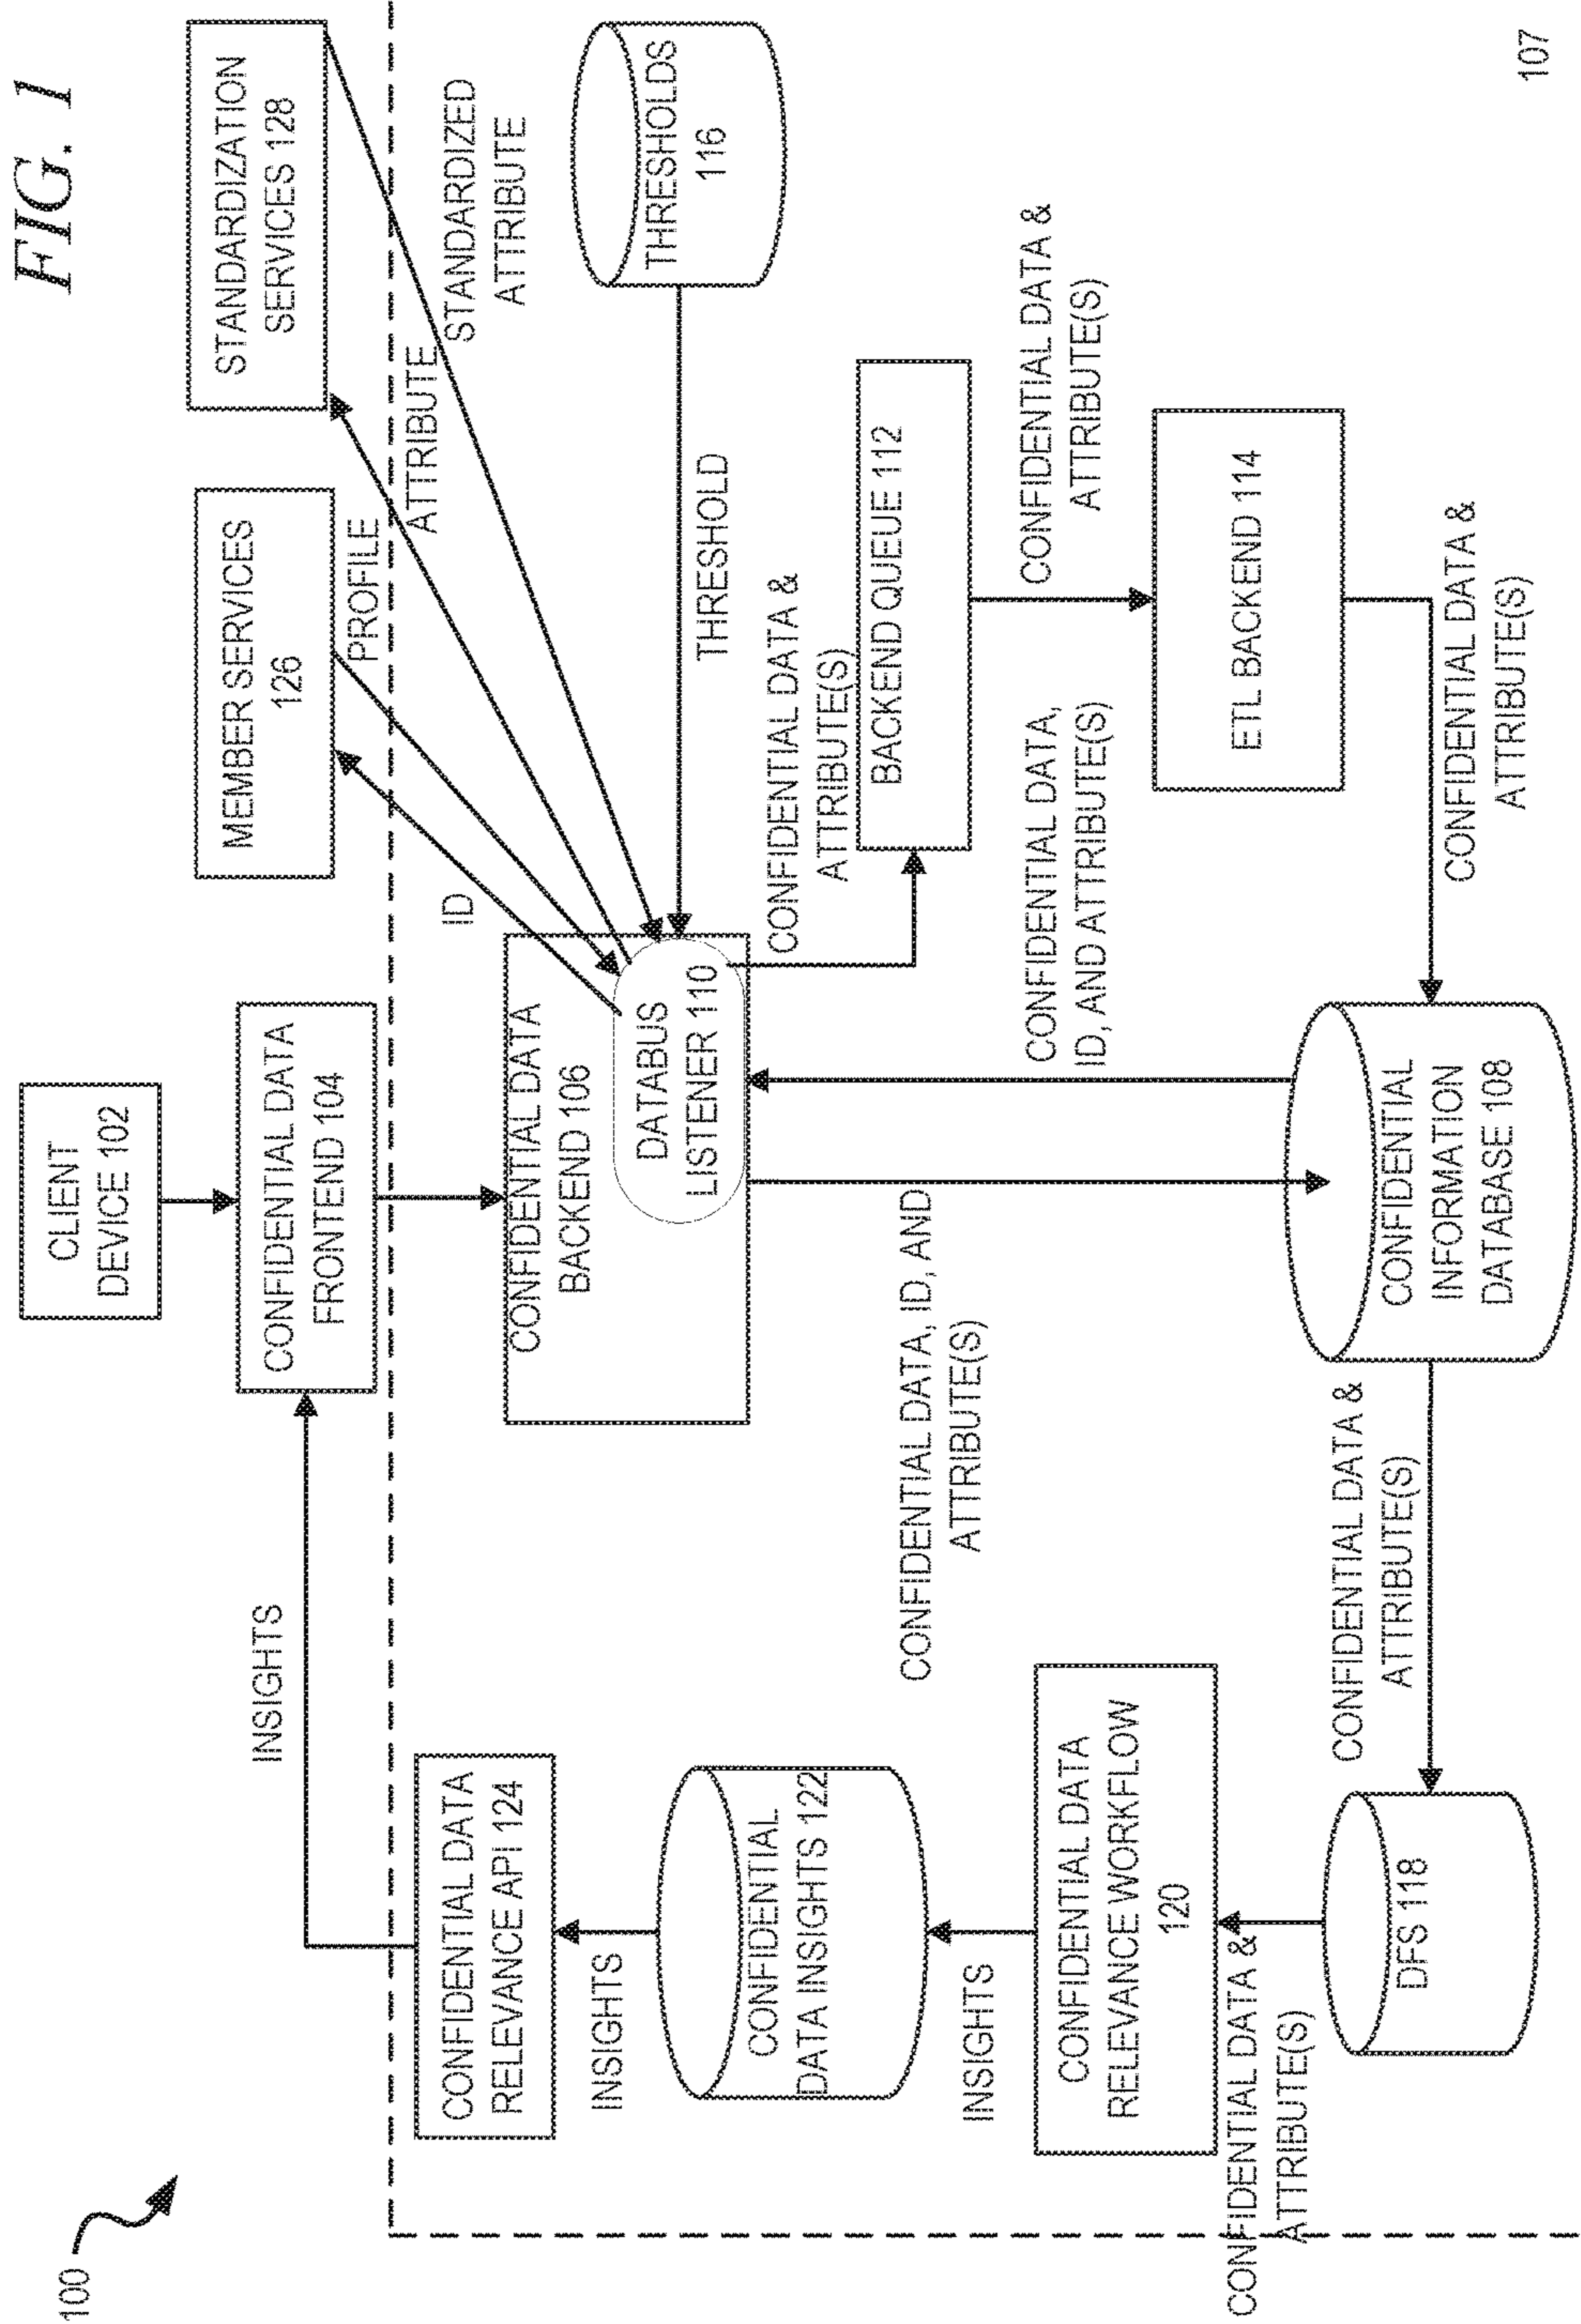 FIG. 1
100
CLIENT
DEVICE 102
INSIGHTS
CONFIDENTIAL DATA
FRONTEND 104
MEMBER SERVICES
126
STANDARDIZATION
SERVICES 128
PROFILE
ID
ATTRIBUTE
STANDARDIZED
ATTRIBUTE
CONFIDENTIAL DATA
RELEVANCE API 124
CONFIDENTIAL DATA
BACKEND 106
DATABUS
LISTENER 110
THRESHOLDS
116
THRESHOLD
INSIGHTS
CONFIDENTIAL
DATA INSIGHTS 122
CONFIDENTIAL DATA &
ATTRIBUTE(S)
BACKEND QUEUE 112
CONFIDENTIAL DATA, ID, AND
ATTRIBUTE(S)
INSIGHTS
CONFIDENTIAL DATA,
ID, AND ATTRIBUTE(S)
CONFIDENTIAL DATA &
ATTRIBUTE(S)
CONFIDENTIAL DATA
RELEVANCE WORKFLOW
120
ETL BACKEND 114
CONFIDENTIAL DATA &
ATTRIBUTE(S)
CONFIDENTIAL DATA &
ATTRIBUTE(S)
DFS 118
CONFIDENTIAL
INFORMATION
DATABASE 108
CONFIDENTIAL DATA &
ATTRIBUTE(S)
107